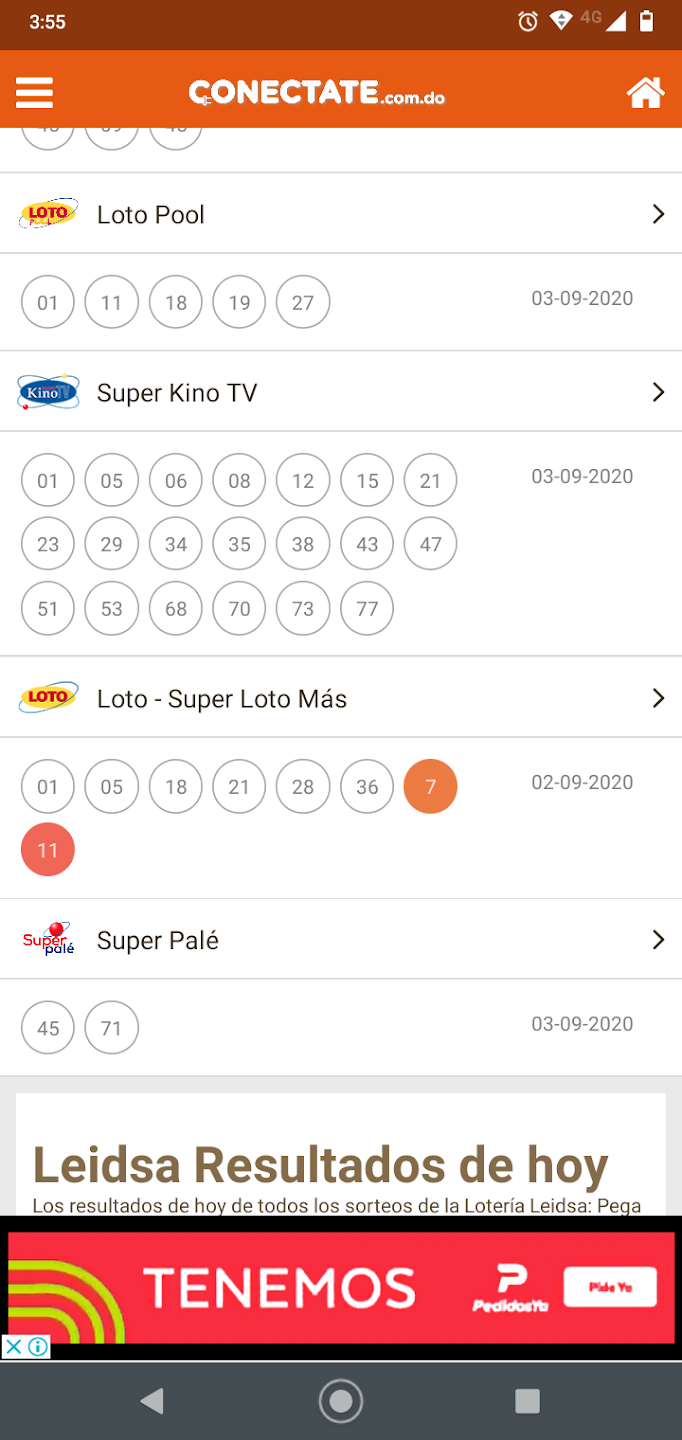 3:55
4G
CONECTATE.com.do
LOTO
Loto Pool
01 11 18 19 27
03-09-2020
Kino TV
Super Kino TV
01 05 06 08 12 15 21
03-09-2020
23 29 34 35 38 43 47
51 53 68 70 73 77
LOTO
Loto - Super Loto Más
01 05 18 21 28 36 7
02-09-2020
11
Super
palé
Super Palé
45 71
03-09-2020
Leidsa Resultados de hoy
Los resultados de hoy de todos los sorteos de la Lotería Leidsa: Pega
TENEMOS
PedidosYa
Pide Ya